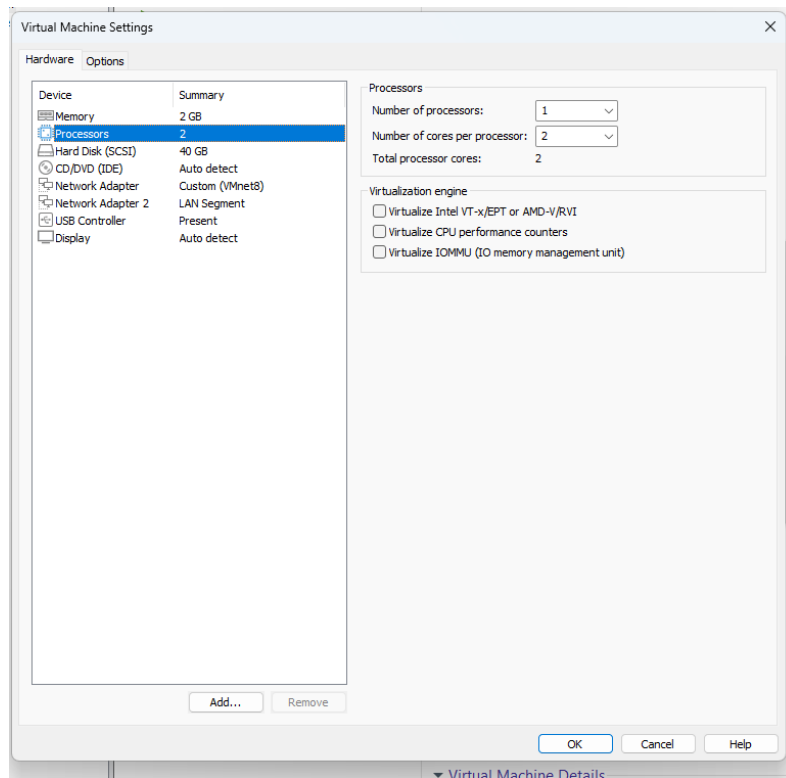 Virtual Machine Settings
Hardware Options
Device Summary
Memory 2 GB
Processors 2
Hard Disk (SCSI) 40 GB
CD/DVD (IDE) Auto detect
Network Adapter Custom (VMnet8)
Network Adapter 2 LAN Segment
USB Controller Present
Display Auto detect
Add... Remove
Processors
Number of processors: 1
Number of cores per processor: 2
Total processor cores: 2
Virtualization engine
Virtualize Intel VT-x/EPT or AMD-V/RVI
Virtualize CPU performance counters
Virtualize IOMMU (IO memory management unit)
OK Cancel Help
Virtual Machine Details